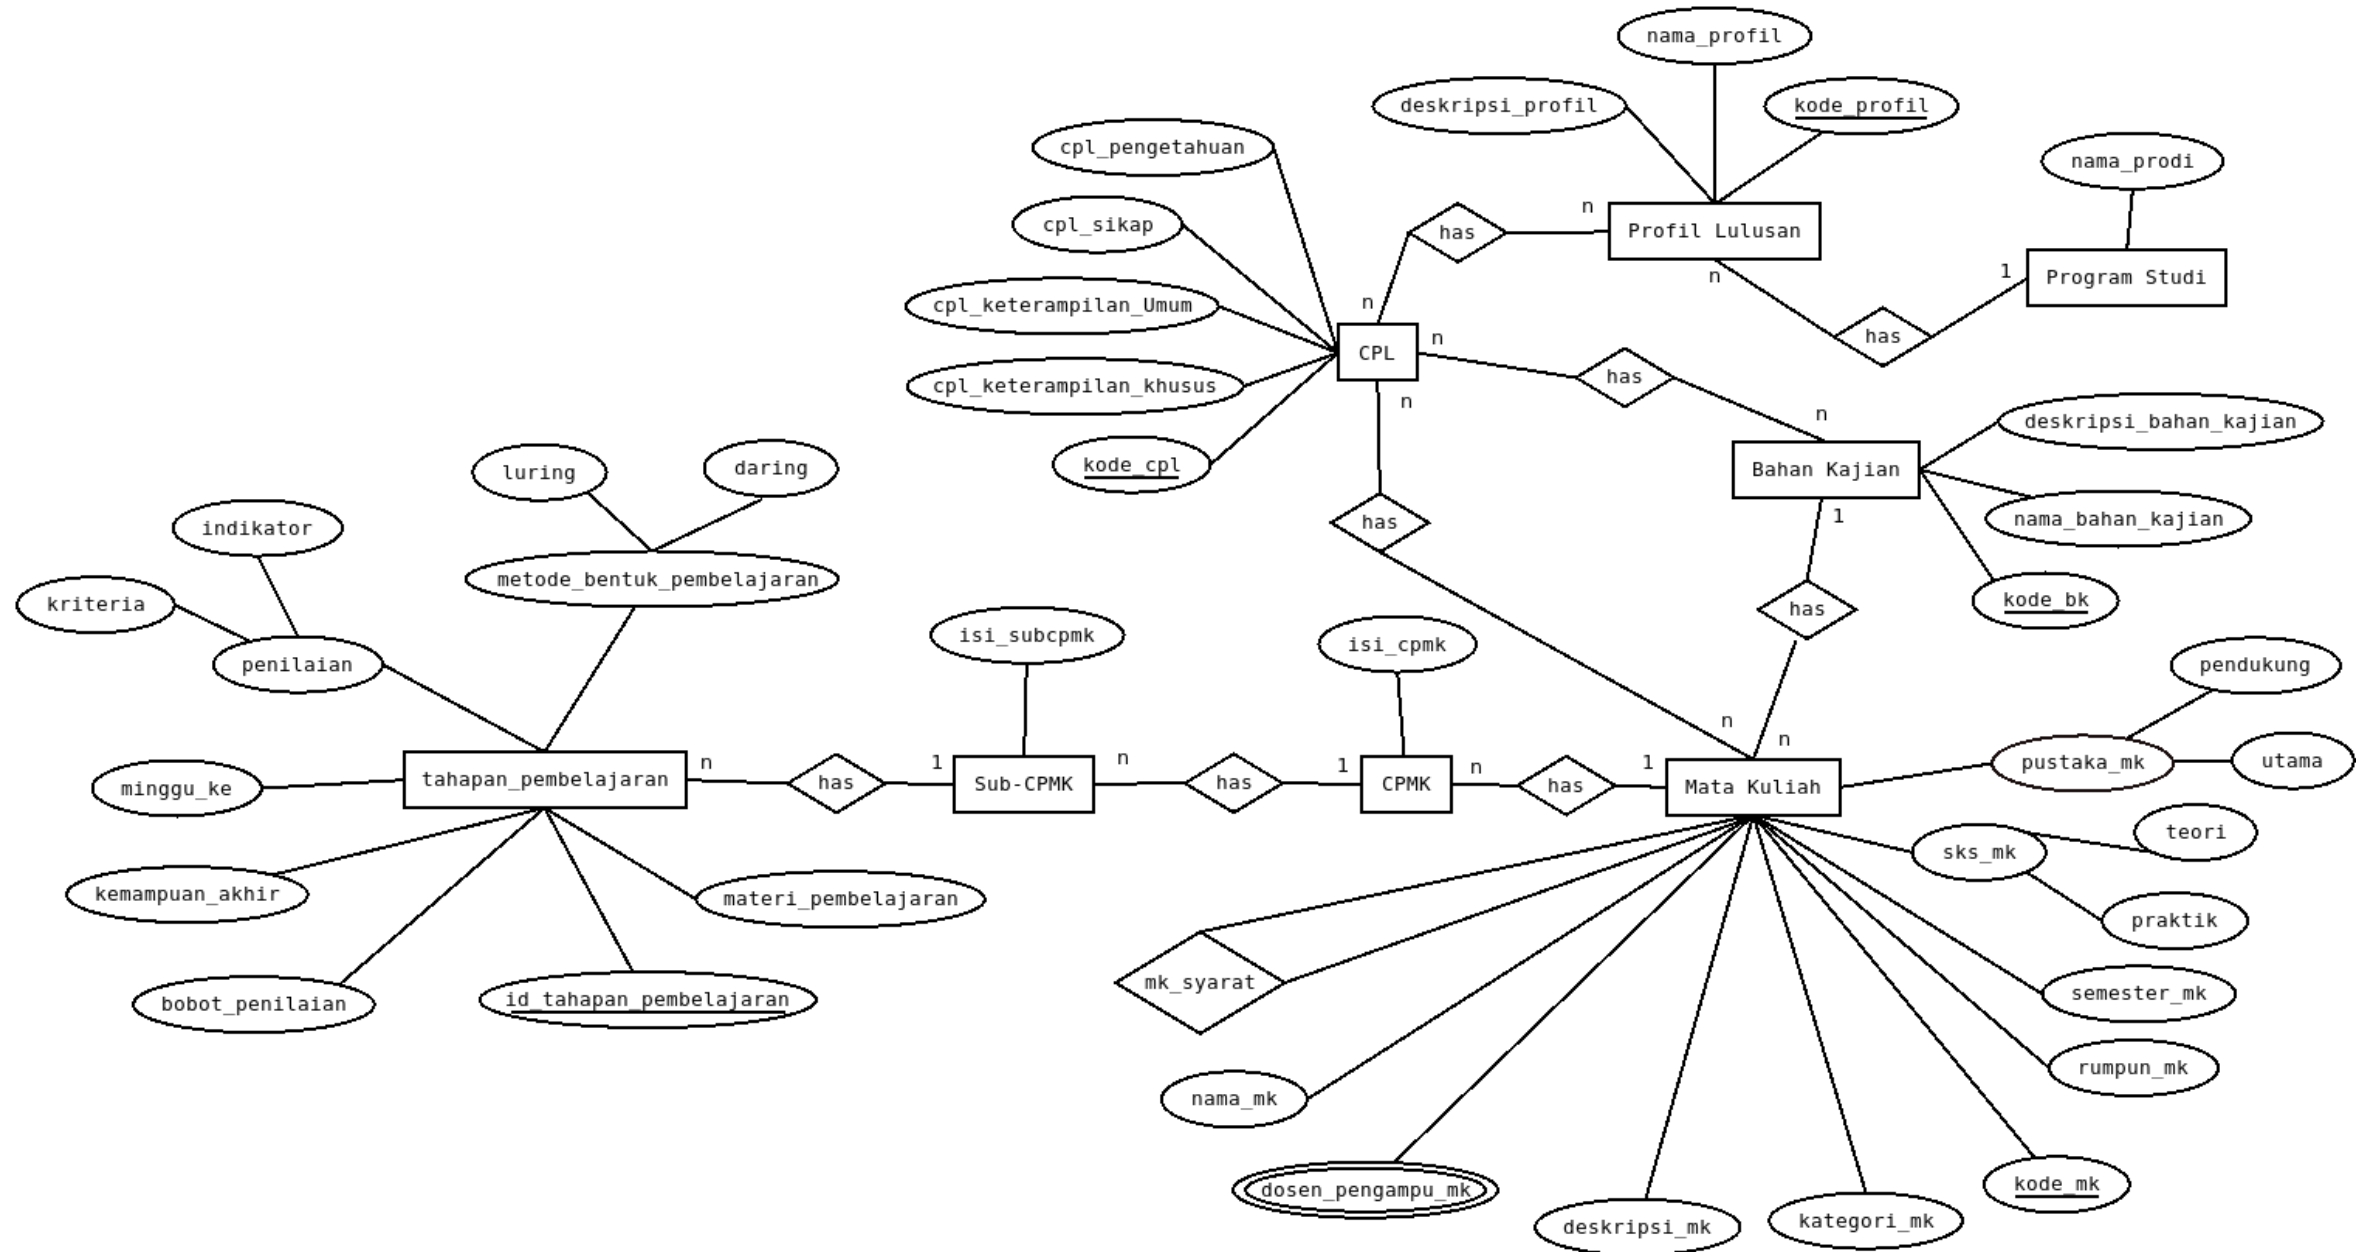 nama_profil
deskripsi_profil
kode_profil
cpl_pengetahuan
nama_prodi
cpl_sikap
n
has
Profil Lulusan
n
1
Program Studi
cpl_keterampilan_Umum
n
has
CPL
n
has
cpl_keterampilan_khusus
n
n
deskripsi_bahan_kajian
kode_cpl
Bahan Kajian
luring
daring
1
nama_bahan_kajian
indikator
has
metode_bentuk_pembelajaran
kode_bk
kriteria
has
isi_subcpmk
isi_cpmk
penilaian
pendukung
n
n
tahapan_pembelajaran
n
has
1
Sub-CPMK
n
has
1
CPMK
n
has
1
Mata Kuliah
pustaka_mk
utama
minggu_ke
sks_mk
teori
kemampuan_akhir
materi_pembelajaran
praktik
mk_syarat
semester_mk
bobot_penilaian
id_tahapan_pembelajaran
rumpun_mk
nama_mk
dosen_pengampu_mk
kode_mk
deskripsi_mk
kategori_mk